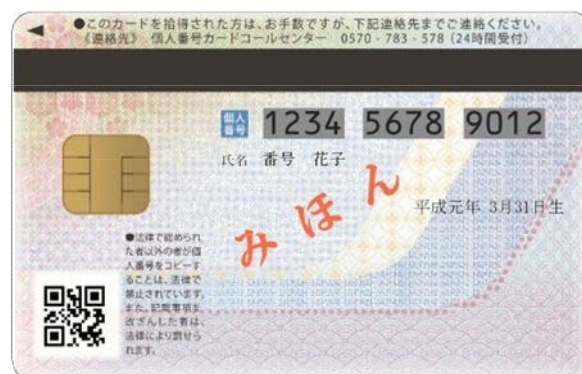 ●このカードを拾得された方は、お手数ですが、下記連絡先までご連絡ください。
《連絡先》 個人番号カードコールセンター 0570-783-578(24時間受付)
個人番号 1234 5678 9012
氏名 番号 花子
平成元年 3月31日生
みほん
●法律で認められ
た者以外の者が個
人番号をコピーす
ることは、法律で
禁止されています。
また、記載事項を
改ざんした者は、
法律により罰せら
れます。